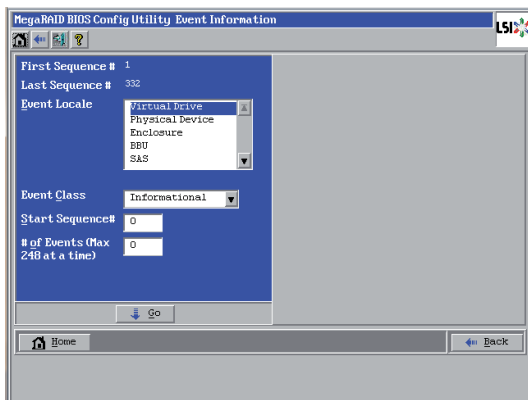 MegaRAID BIOS Config Utility Event Information
LSI
?
First Sequence # 1
Last Sequence # 332
Event Locale
Virtual Drive
Physical Device
Enclosure
BBU
SAS
Event Class Informational
Start Sequence# 0
# of Events (Max 0
248 at a time)
Go
Home Back